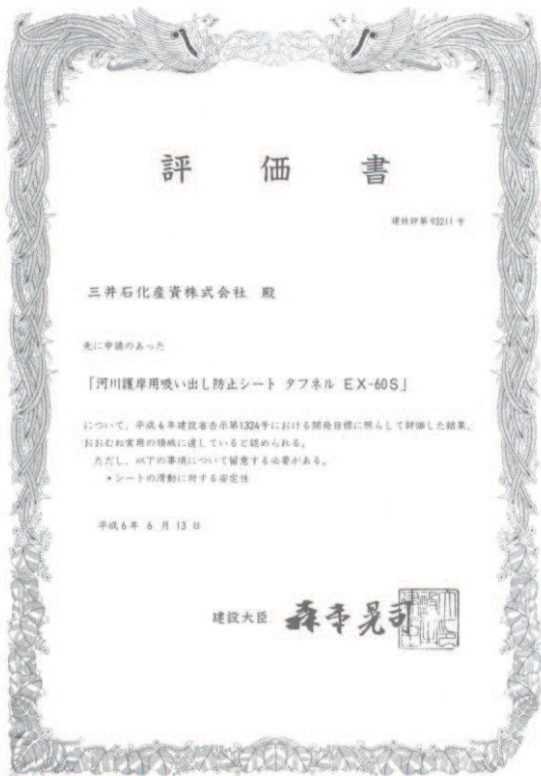 評価書
建技評第93211号
三井石化産資株式会社 殿
先に申請のあった
「河川護岸用吸い出し防止シート タフネル EX-60S」
について、平成4年建設省告示第1324号における開発目標に照らして評価した結果、
おおむね実用の領域に達していると認められる。
ただし、以下の事項について留意する必要がある。
•シートの滑動に対する安定性
平成6年 6月13日
建設大臣 森本晃司